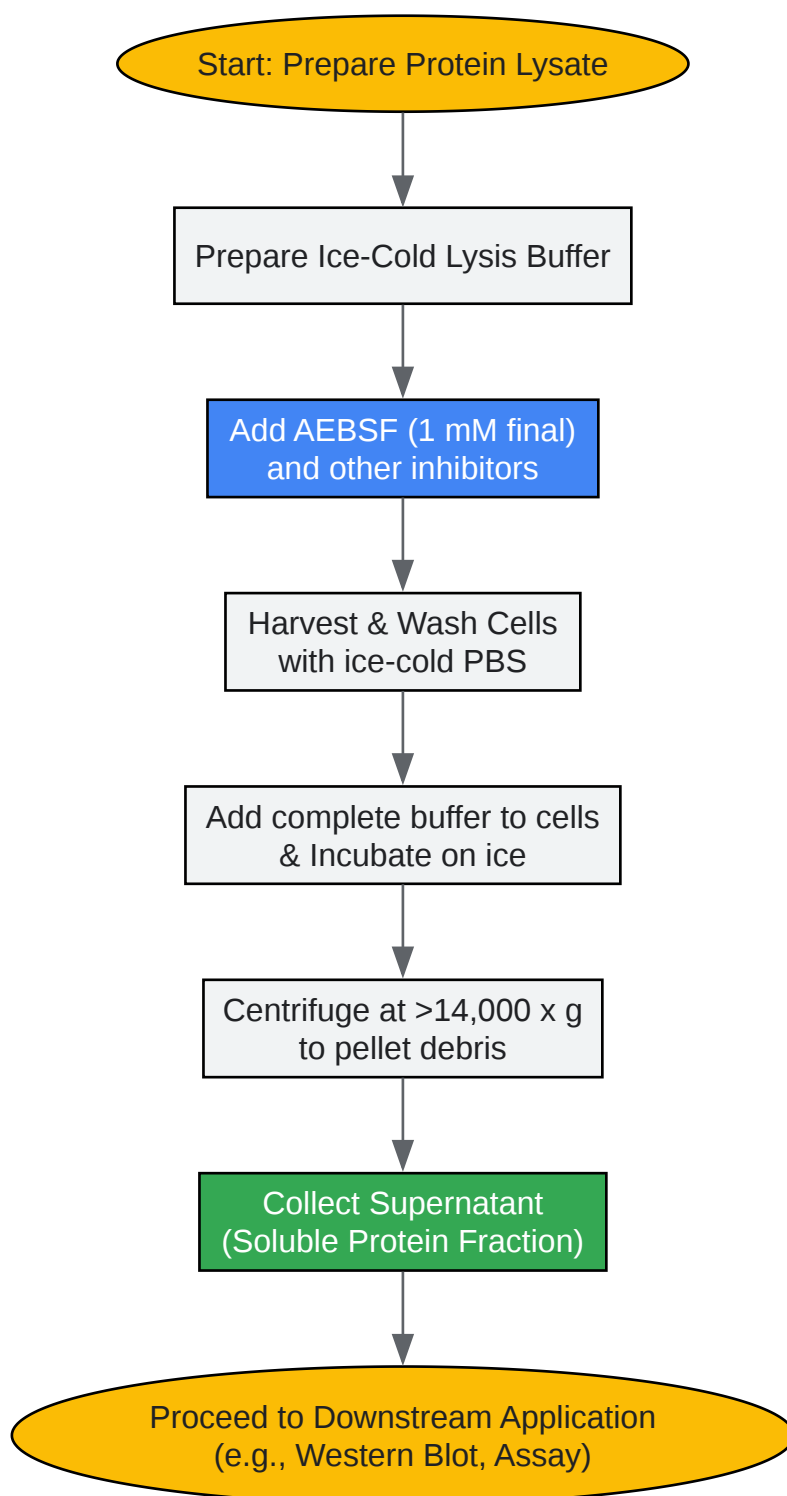 Start: Prepare Protein Lysate
Prepare Ice-Cold Lysis Buffer
Add AEBSF (1 mM final)
and other inhibitors
Harvest & Wash Cells
with ice-cold PBS
Add complete buffer to cells
& Incubate on ice
Centrifuge at >14,000 x g
to pellet debris
Collect Supernatant
(Soluble Protein Fraction)
Proceed to Downstream Application
(e.g., Western Blot, Assay)